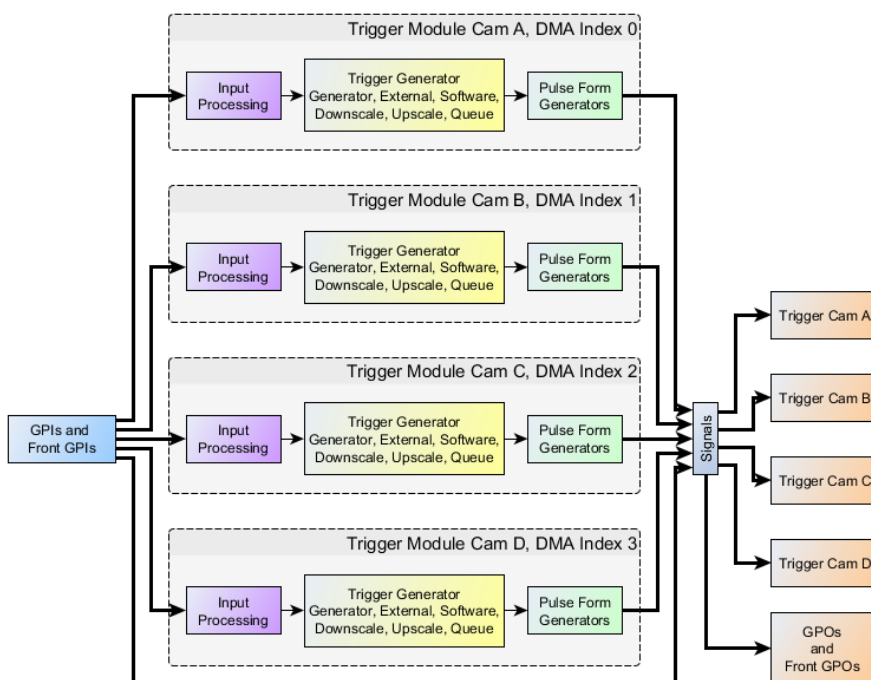 Trigger Module Cam A, DMA Index 0
Input
Processing
Trigger Generator
Generator, External, Software,
Downscale, Upscale, Queue
Pulse Form
Generators
Trigger Module Cam B, DMA Index 1
Input
Processing
Trigger Generator
Generator, External, Software,
Downscale, Upscale, Queue
Pulse Form
Generators
Trigger Module Cam C, DMA Index 2
Input
Processing
Trigger Generator
Generator, External, Software,
Downscale, Upscale, Queue
Pulse Form
Generators
Trigger Module Cam D, DMA Index 3
Input
Processing
Trigger Generator
Generator, External, Software,
Downscale, Upscale, Queue
Pulse Form
Generators
GPIs and
Front GPIs
Signals
Trigger Cam A
Trigger Cam B
Trigger Cam C
Trigger Cam D
GPOs
and
Front GPOs